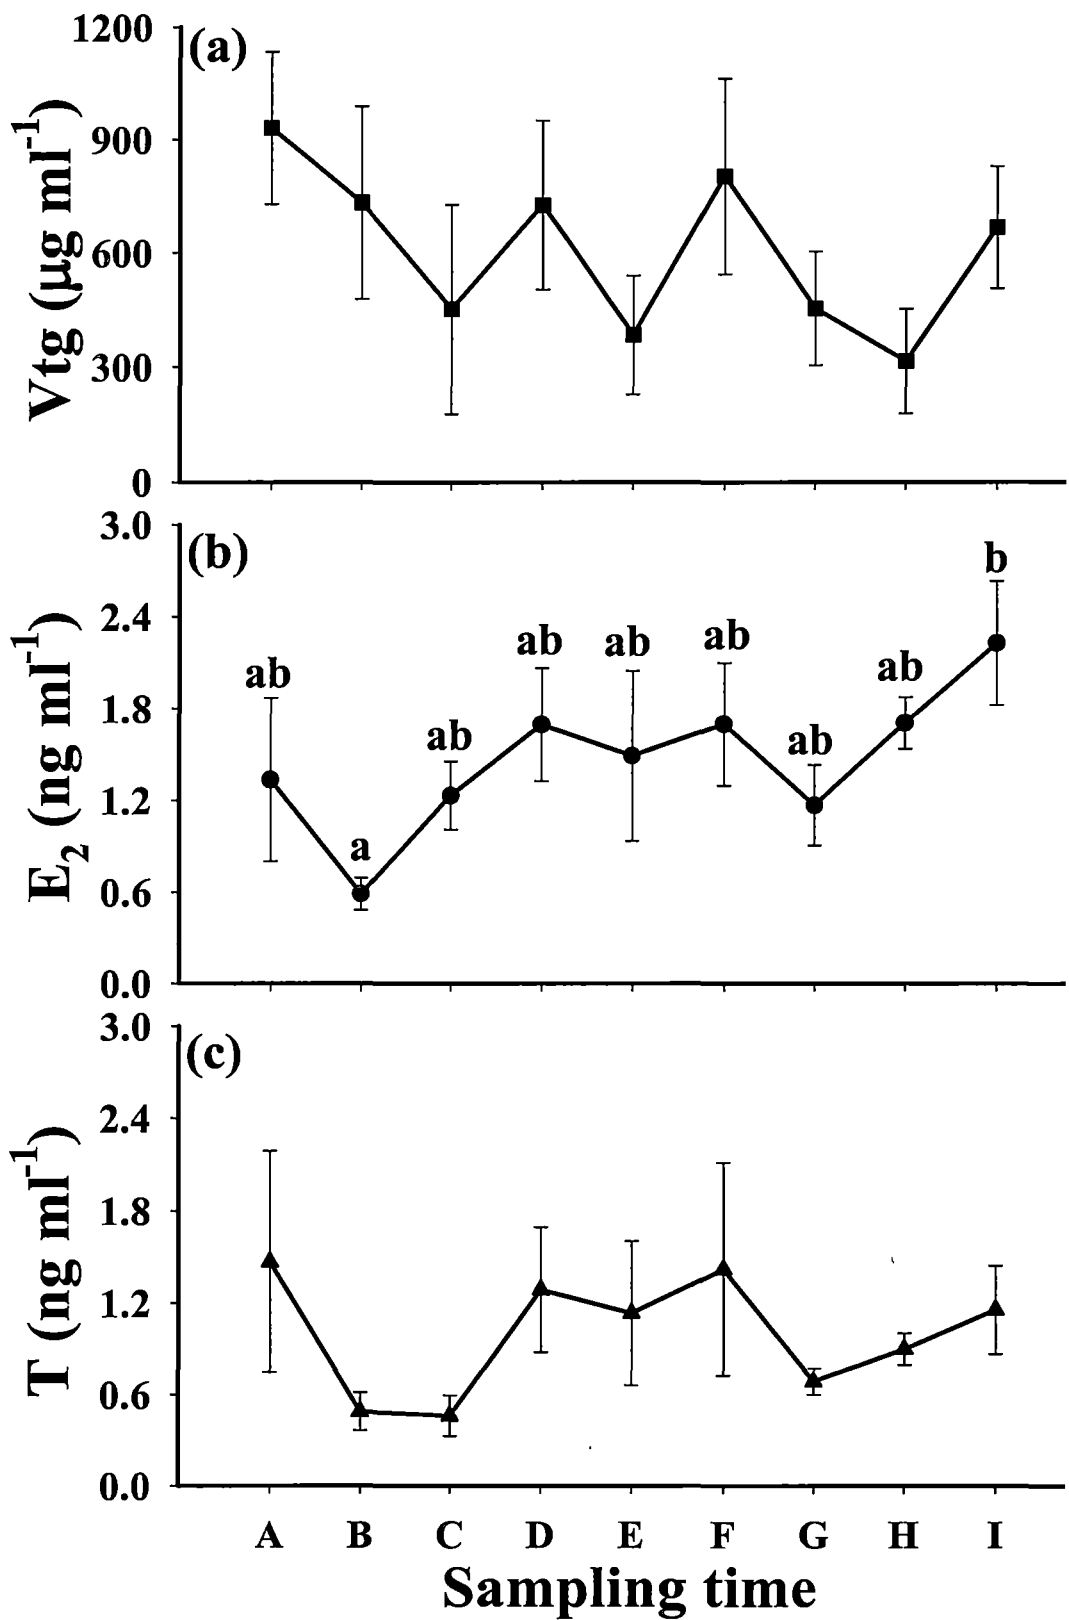 1200
(a)
900
600
300
0
Vtg (µg ml-1)
3.0
(b)
2.4
1.8
1.2
0.6
0.0
E2 (ng ml-1)
ab
a
ab
ab
ab
ab
ab
ab
b
3.0
(c)
2.4
1.8
1.2
0.6
0.0
T (ng ml-1)
A B C D E F G H I
Sampling time